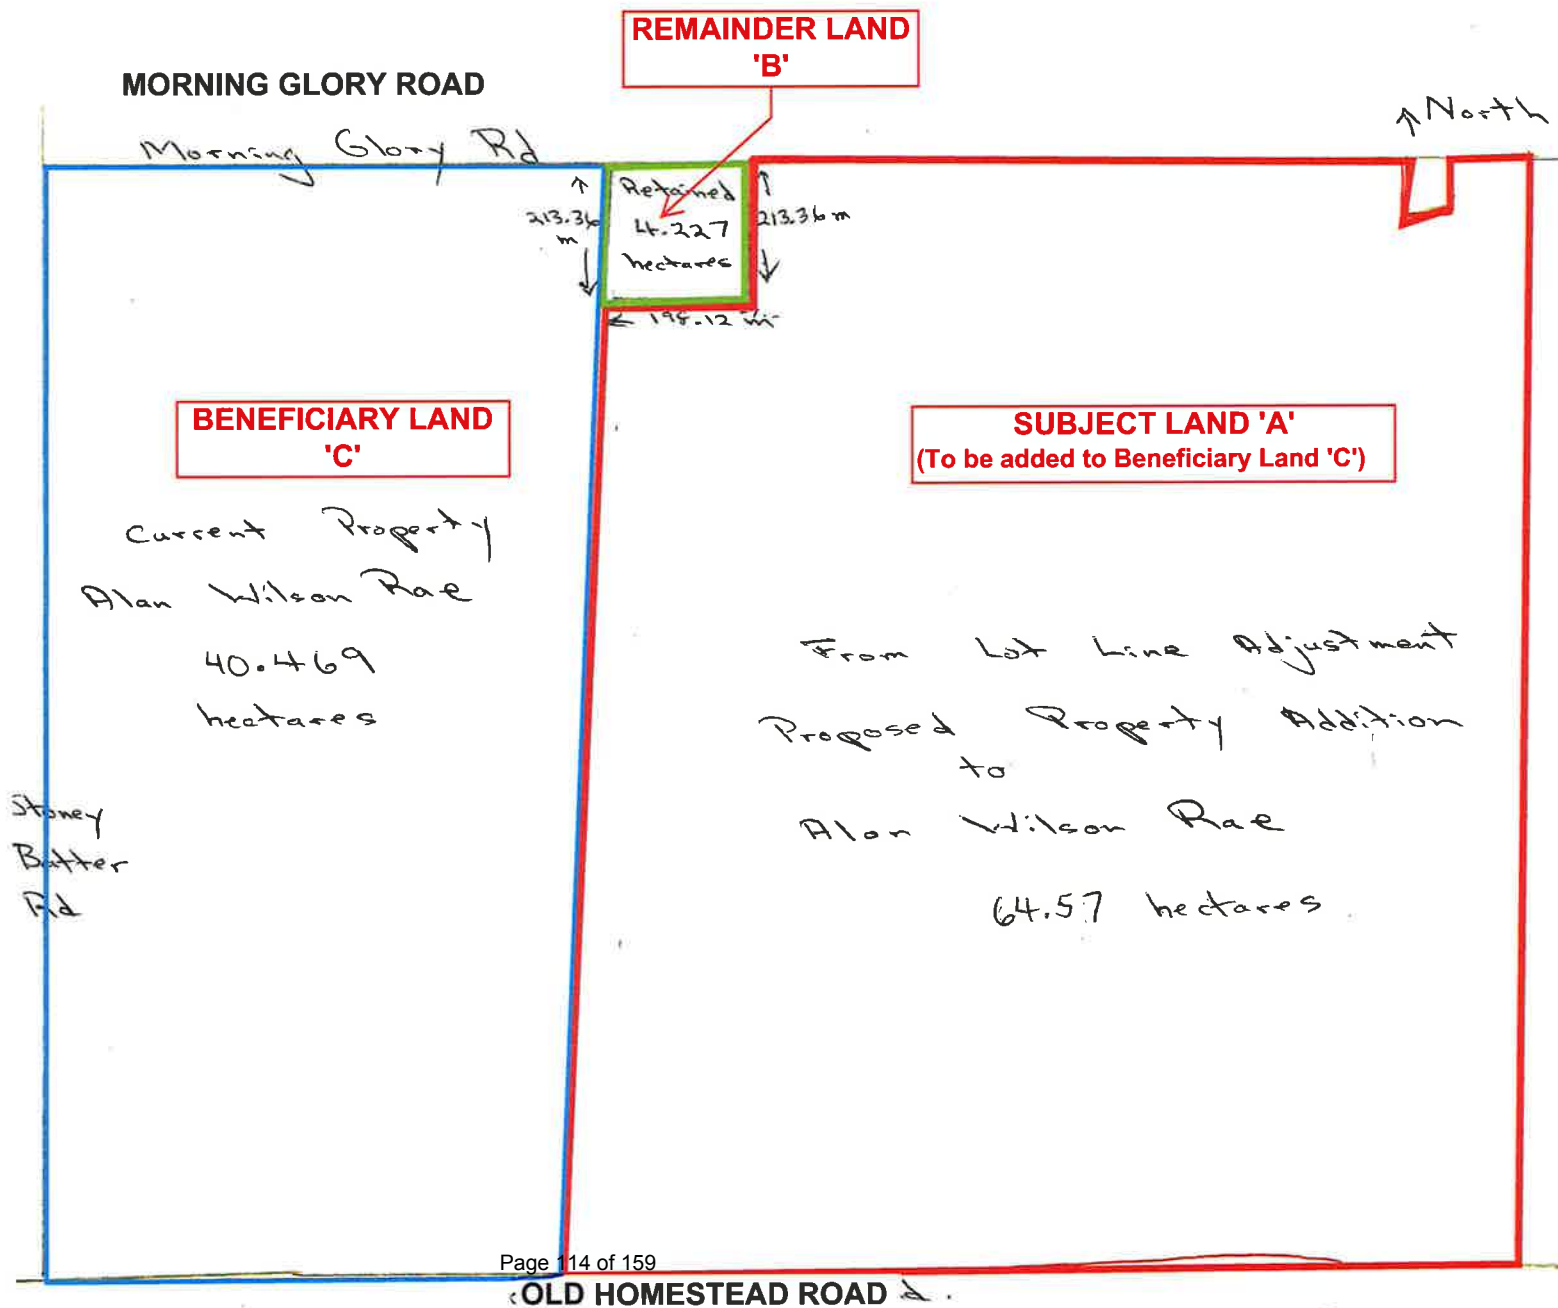 REMAINDER LAND
'B'
MORNING GLORY ROAD
↑ North
Morning Glory Rd
Retained
4.227
hectares
213.36
m
213.36 m
← 198.12 m
BENEFICIARY LAND
'C'
SUBJECT LAND 'A'
(To be added to Beneficiary Land 'C')
Current Property
Alan Wilson Rae
40.469
hectares
From Lot Line Adjustment
Proposed Property Addition
to
Alan Wilson Rae
64.57 hectares
Stoney
Batter
Rd
Page 114 of 159
OLD HOMESTEAD ROAD